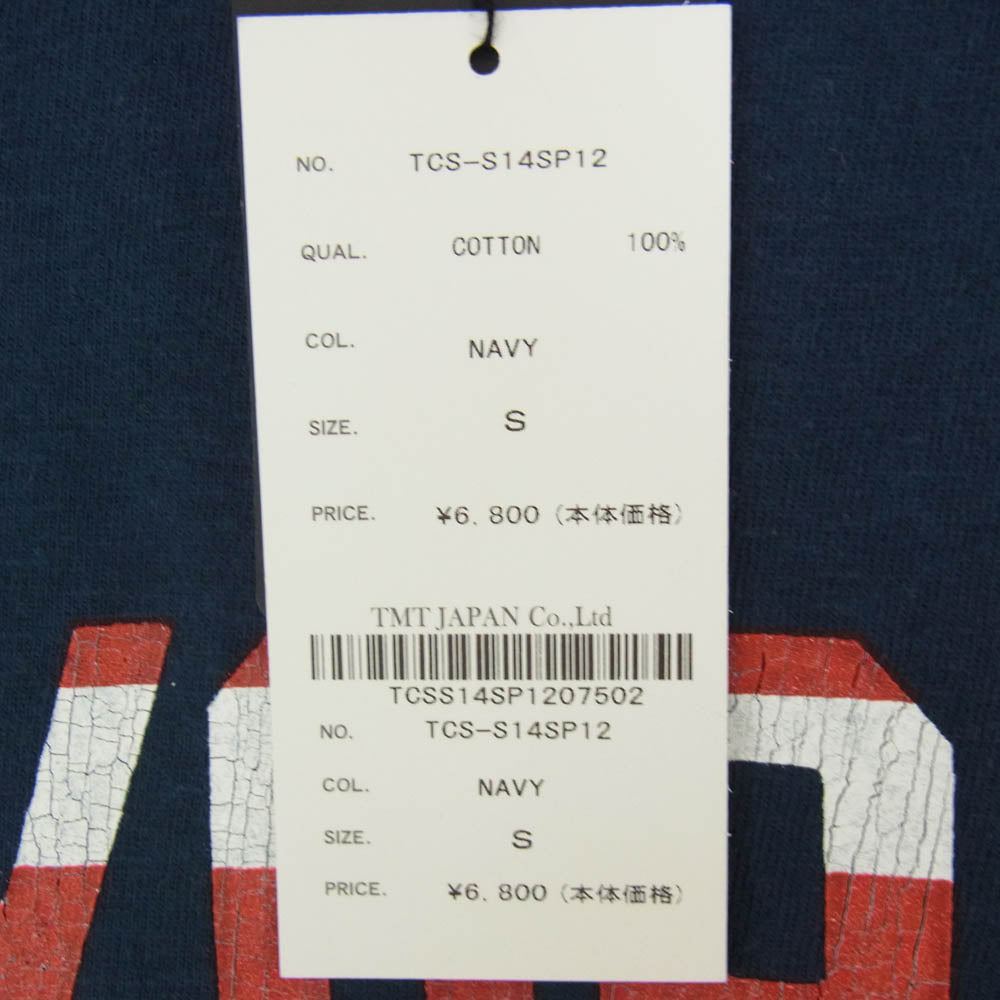 NO. TCS-S14SP12
QUAL. COTTON 100%
COL. NAVY
SIZE. S
PRICE. ¥6,800(本体価格)
TMT JAPAN Co.,Ltd
TCSS14SP1207502
NO. TCS-S14SP12
COL. NAVY
SIZE. S
PRICE. ¥6,800(本体価格)